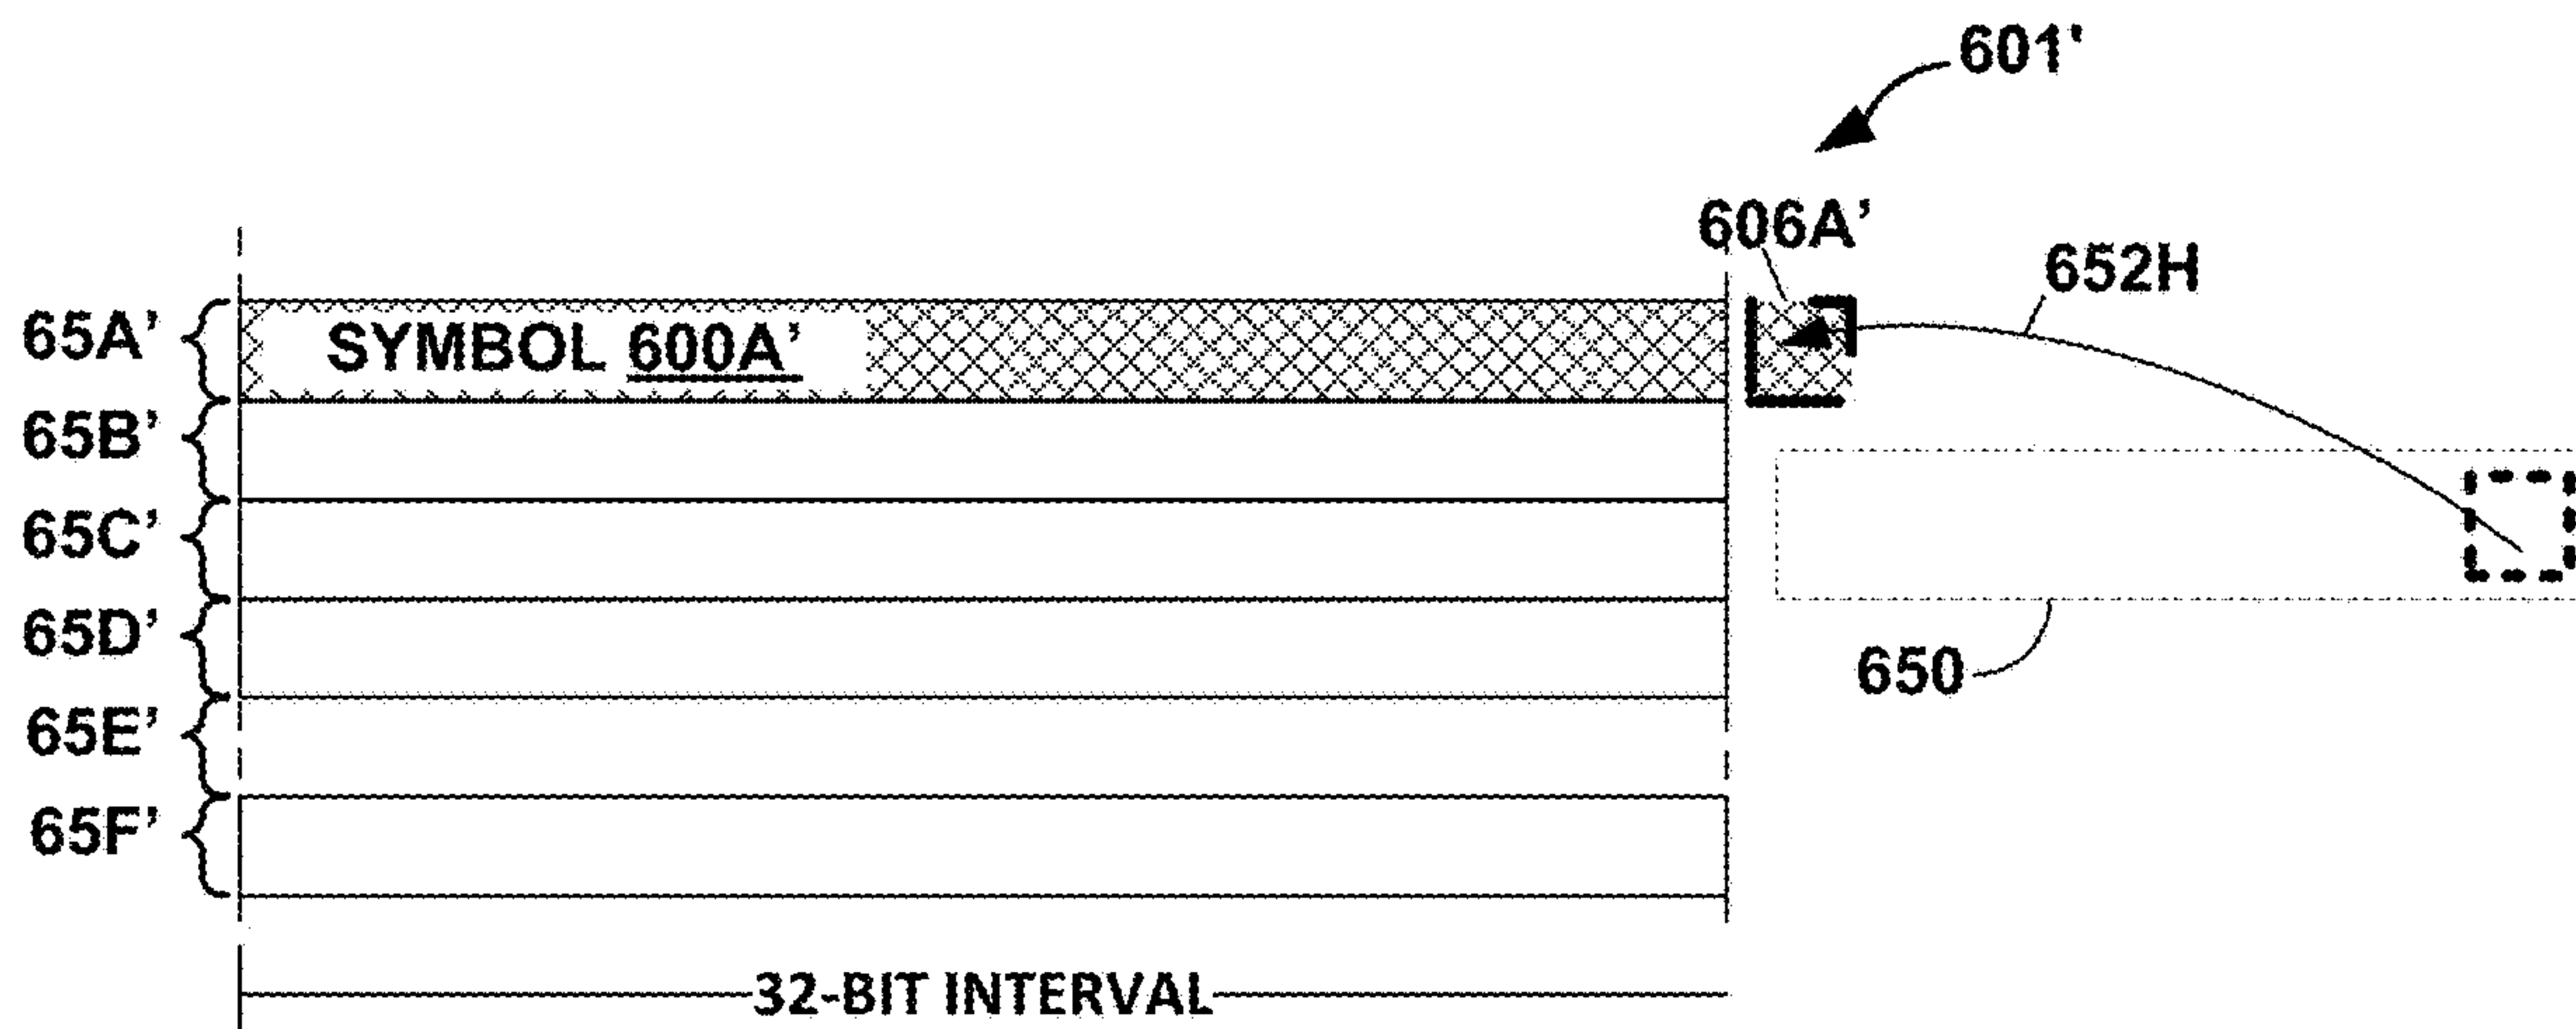 601'
606A’
652H
65A’
SYMBOL 600A’
65B’
65C’
65D’
650
65E’
65F’
32-BIT INTERVAL